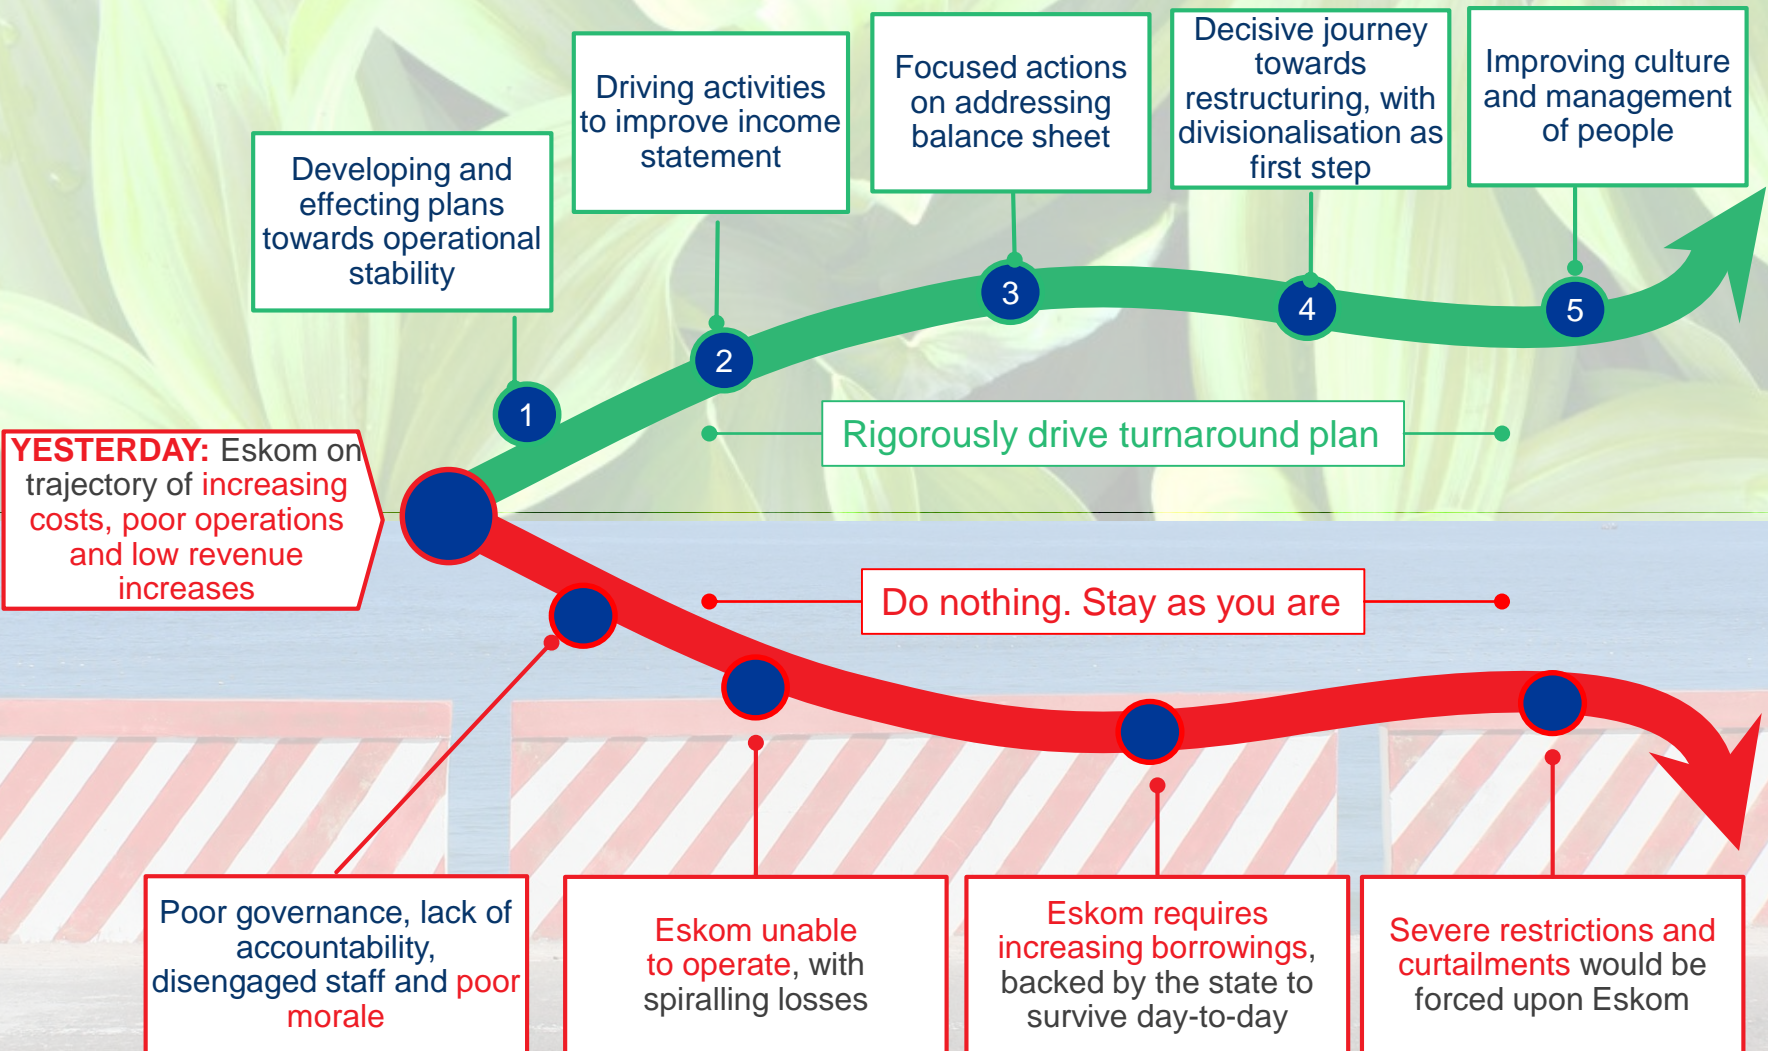 Developing and
effecting plans
towards operational
stability
Driving activities
to improve income
statement
Focused actions
on addressing
balance sheet
Decisive journey
towards
restructuring, with
divisionalisation as
first step
Improving culture
and management
of people
1
2
3
4
5
Rigorously drive turnaround plan
YESTERDAY: Eskom on
trajectory of increasing
costs, poor operations
and low revenue
increases
Do nothing. Stay as you are
Poor governance, lack of
accountability,
disengaged staff and poor
morale
Eskom unable
to operate, with
spiralling losses
Eskom requires
increasing borrowings,
backed by the state to
survive day-to-day
Severe restrictions and
curtailments would be
forced upon Eskom